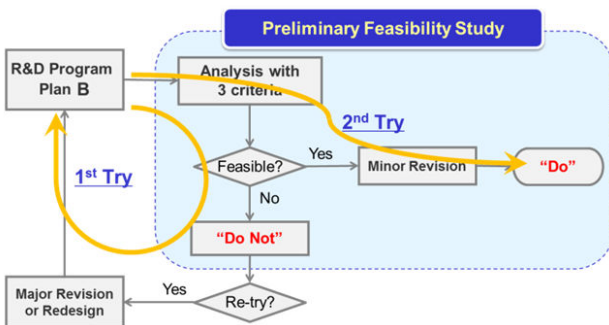 Preliminary Feasibility Study
R&D Program
Plan B
Analysis with
3 criteria
2nd Try
Feasible?
Yes
Minor Revision
“Do”
1st Try
No
“Do Not”
Major Revision
or Redesign
Yes
Re-try?